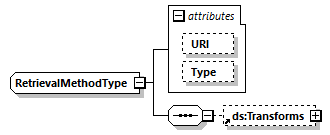 attributes
URI
Type
RetrievalMethodType
ds:Transforms